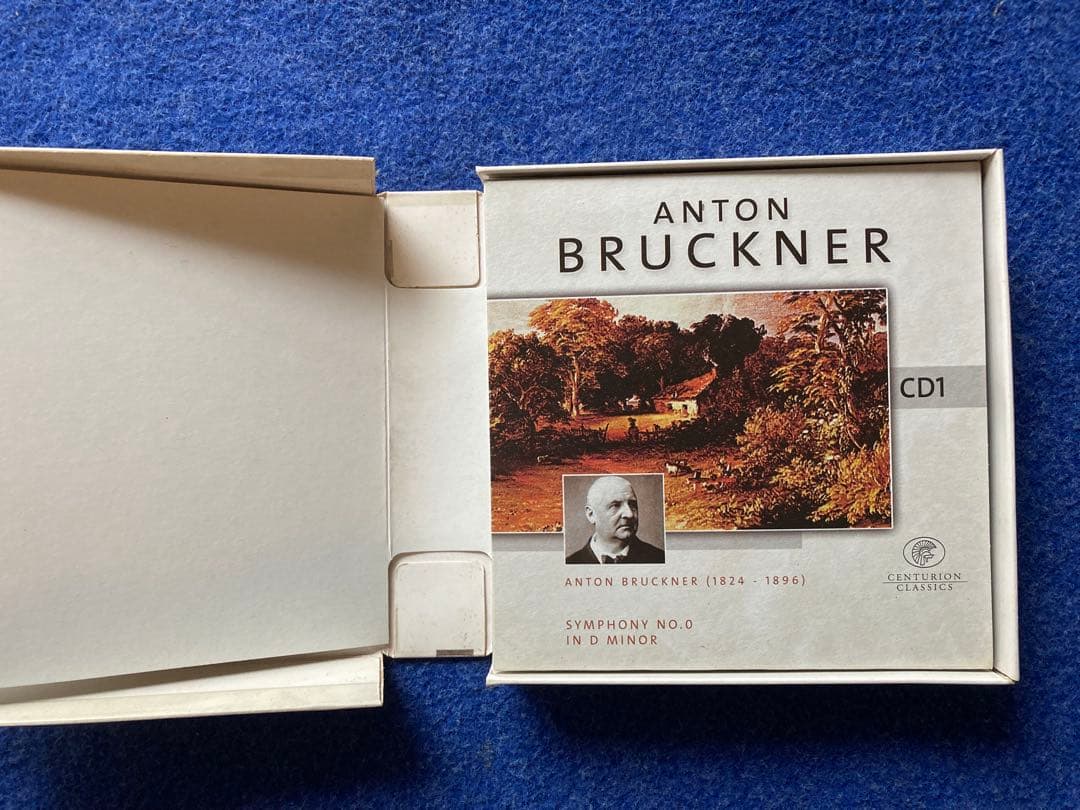 ANTON
BRUCKNER
CD1
ANTON BRUCKNER (1824 - 1896)
CENTURION
CLASSICS
SYMPHONY NO.0
IN D MINOR